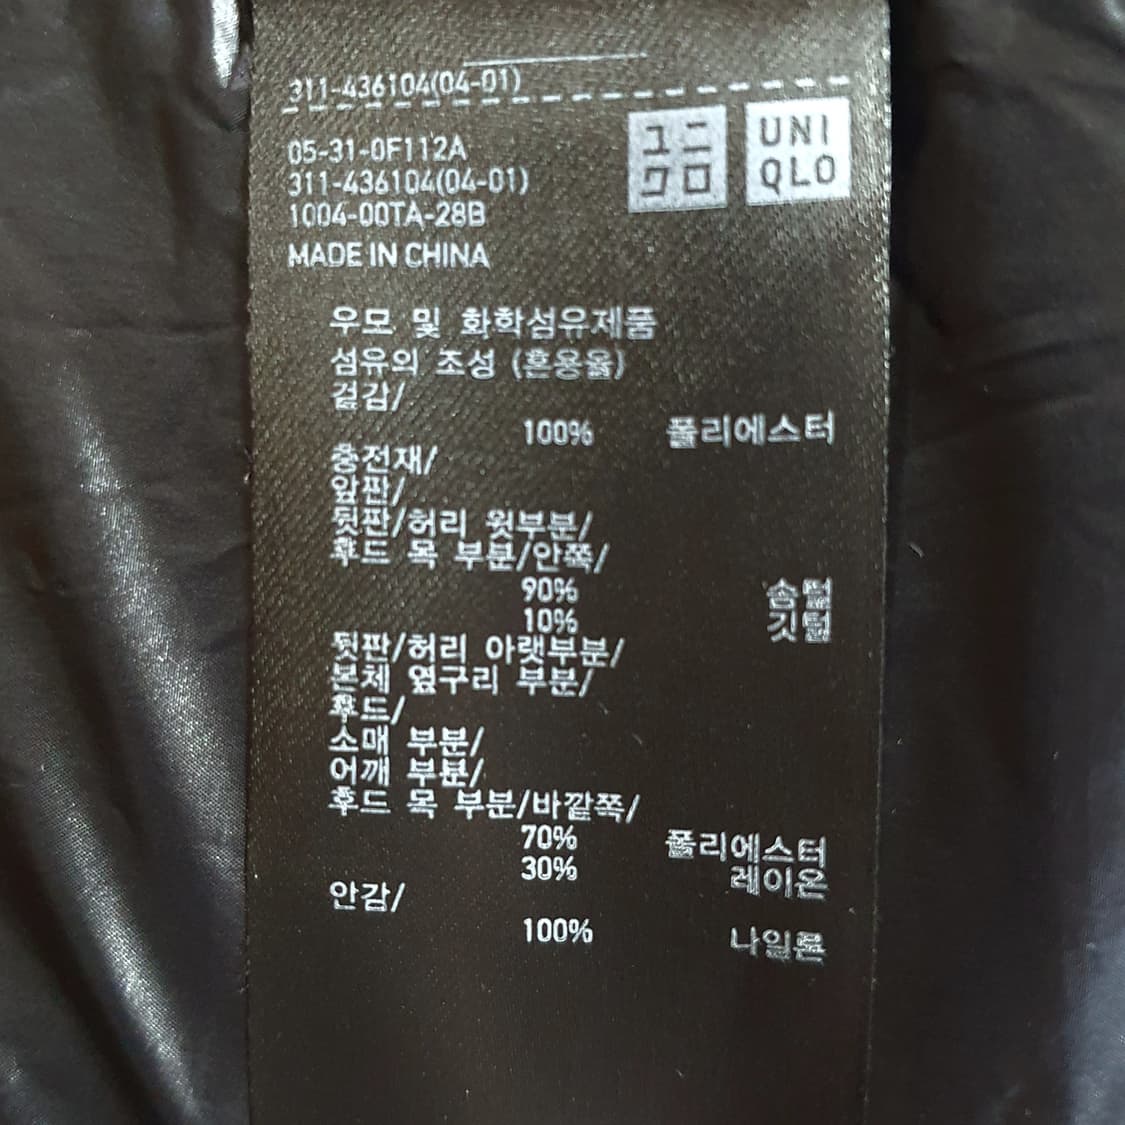 311-436104(04-01)
05-31-0F112A
311-436104(04-01)
1004-00TA-28B
MADE IN CHINA
ユニ
クロ
UNI
QLO
우모 및 화학섬유제품
섬유의 조성 (혼용율)
겉감/
100% 폴리에스터
충전재/
앞판/
뒷판/허리 윗부분/
후드 목 부분/안쪽/
90% 솜털
10% 깃털
뒷판/허리 아랫부분/
본체 옆구리 부분/
후드/
소매 부분/
어깨 부분/
후드 목 부분/바깥쪽/
70% 폴리에스터
30% 레이온
안감/
100% 나일론